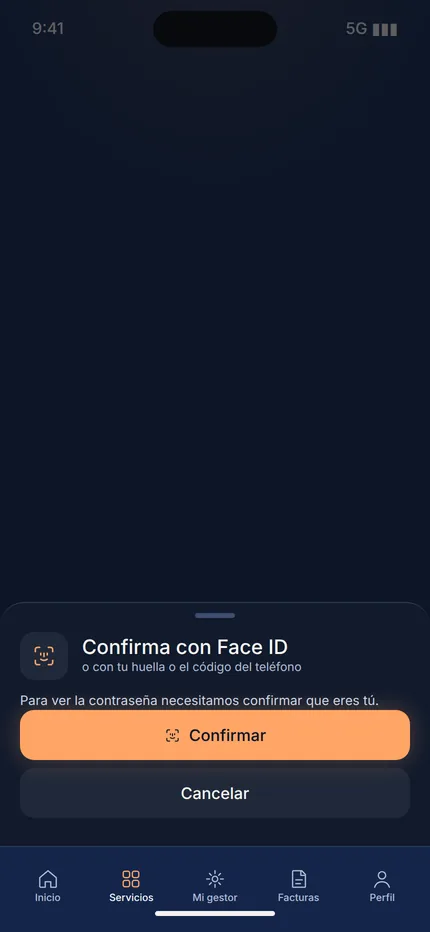 9:41
5G
Confirma con Face ID
o con tu huella o el código del teléfono
Para ver la contraseña necesitamos confirmar que eres tú.
Confirmar
Cancelar
Inicio
Servicios
Mi gestor
Facturas
Perfil